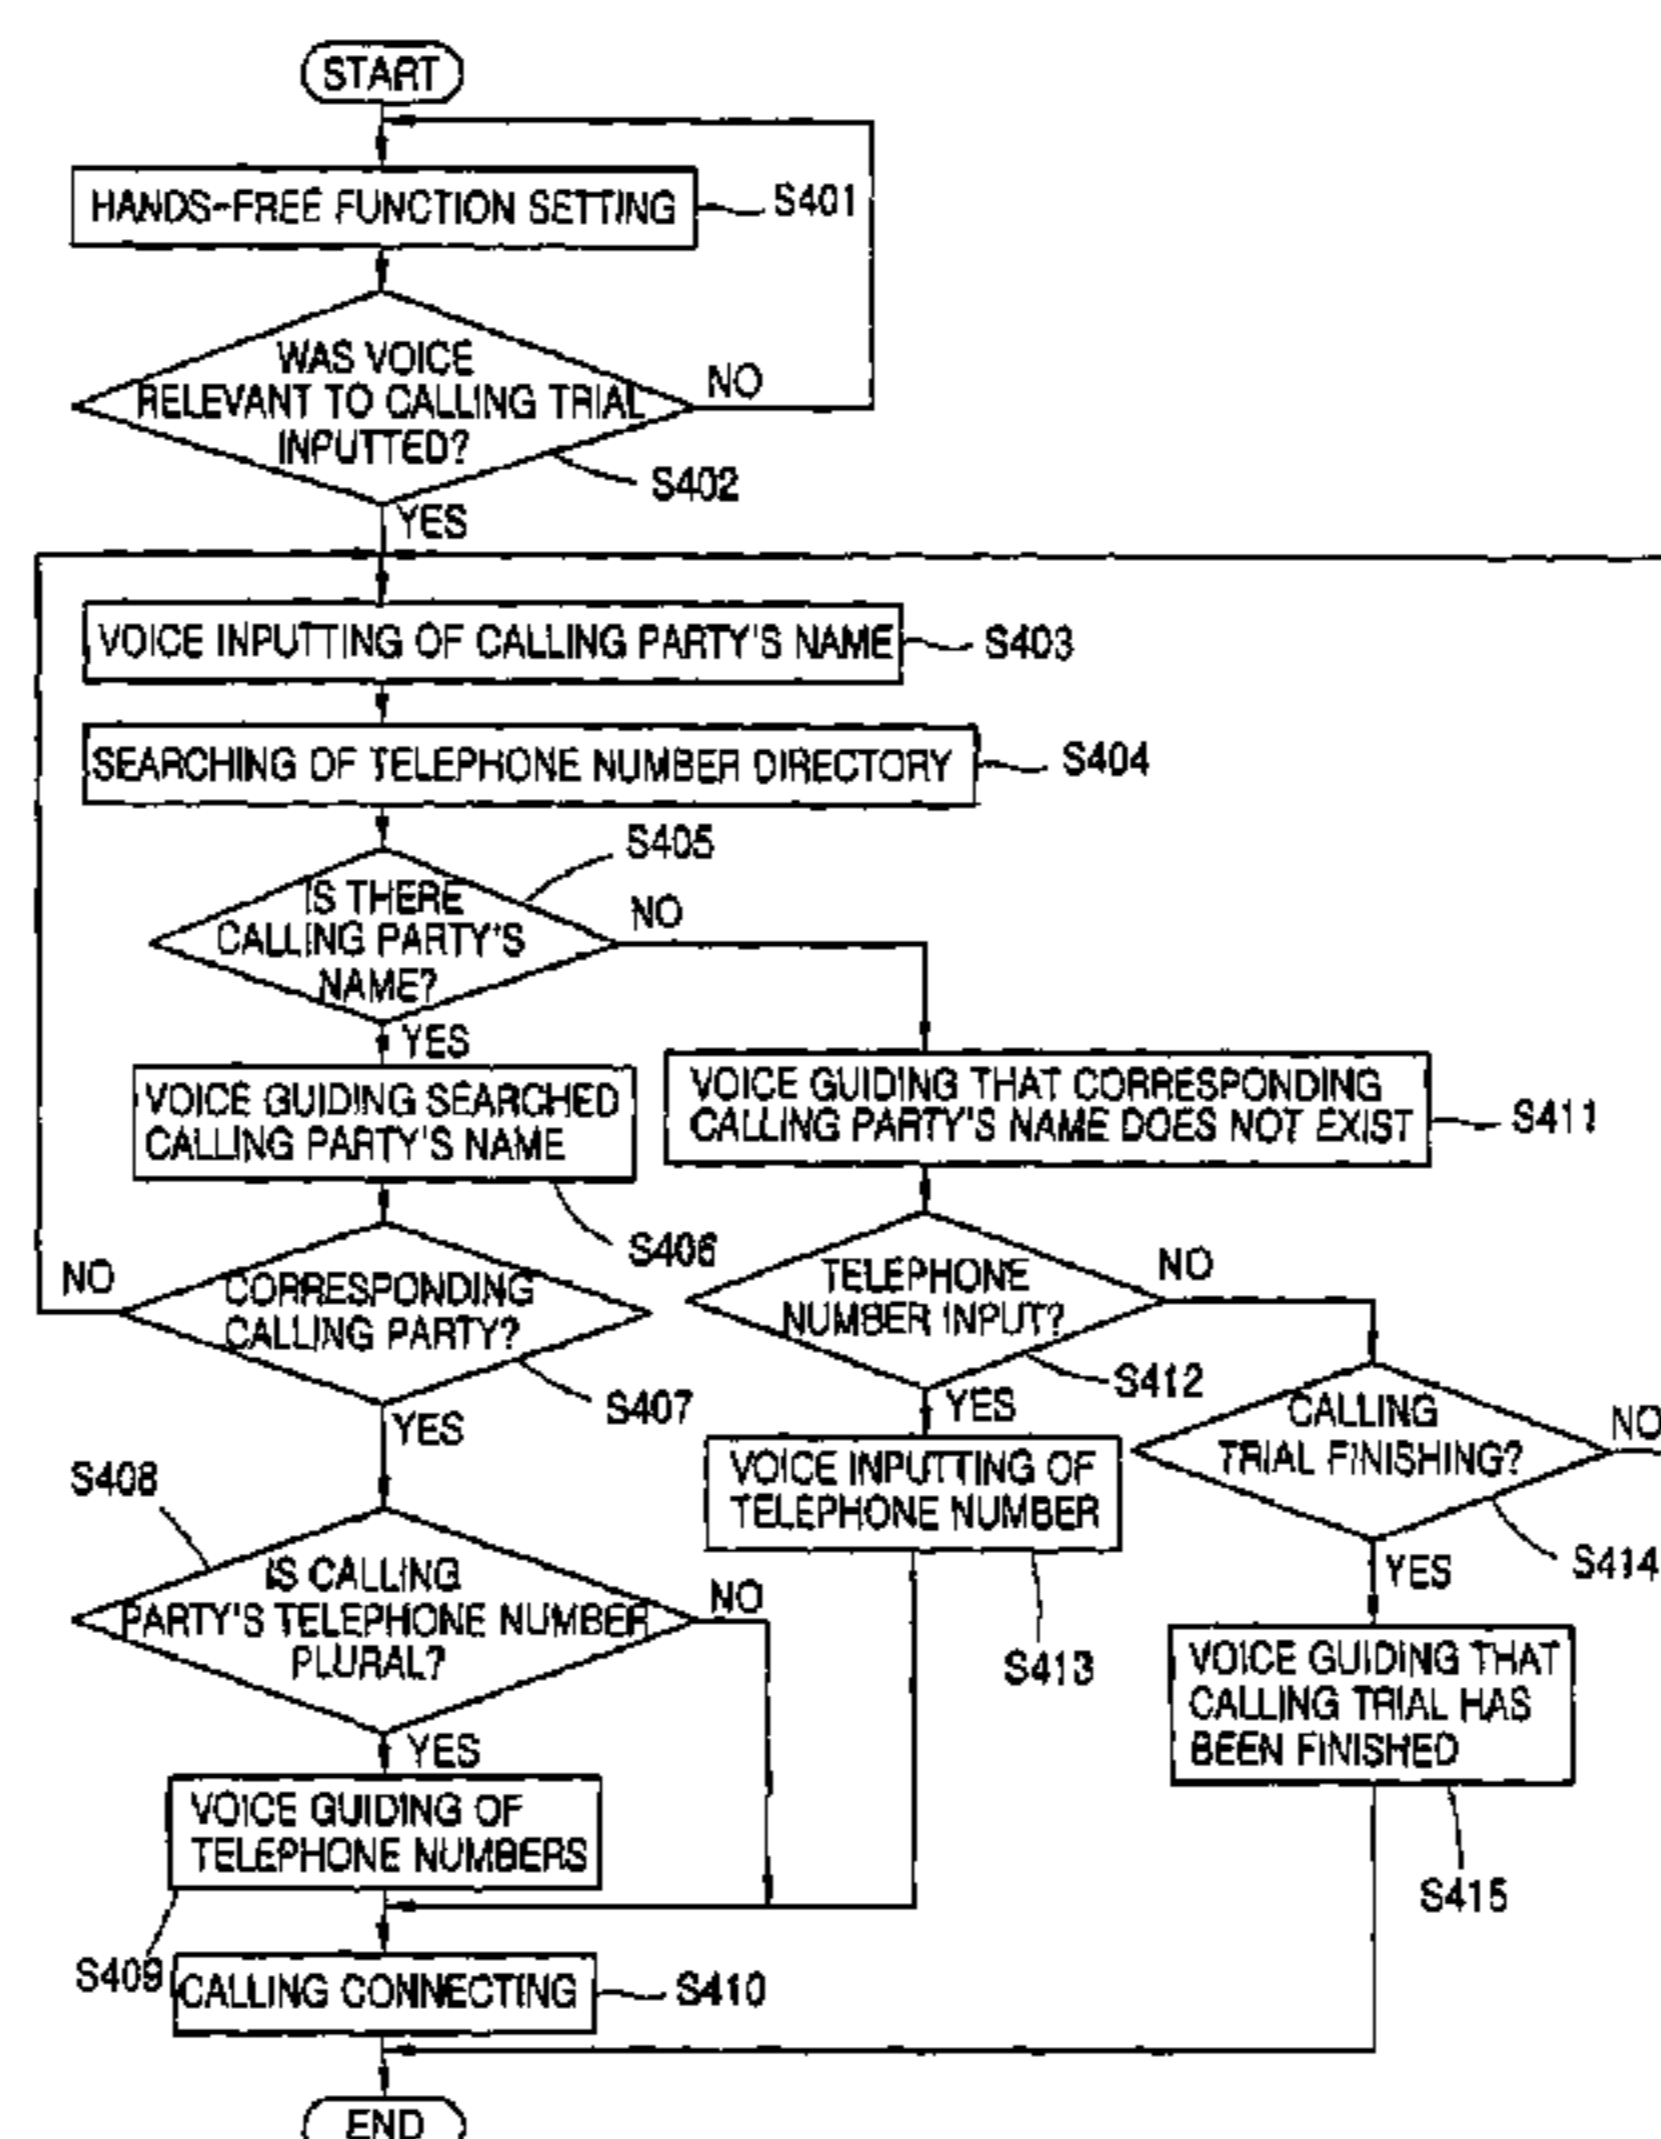 START
HANDS-FREE FUNCTION SETTING
S401
WAS VOICE
RELEVANT TO CALLING TRIAL
INPUTTED?
NO
S402
YES
VOICE INPUTTING OF CALLING PARTY'S NAME
S403
SEARCHING OF TELEPHONE NUMBER DIRECTORY
S404
S405
IS THERE
CALLING PARTY'S
NAME?
NO
YES
VOICE GUIDING SEARCHED
CALLING PARTY'S NAME
S406
VOICE GUIDING THAT CORRESPONDING
CALLING PARTY'S NAME DOES NOT EXIST
S411
NO
CORRESPONDING
CALLING PARTY?
S407
YES
TELEPHONE
NUMBER INPUT?
NO
S412
YES
CALLING
TRIAL FINISHING?
NO
S414
YES
VOICE INPUTTING OF
TELEPHONE NUMBER
S413
S408
IS CALLING
PARTY'S TELEPHONE NUMBER
PLURAL?
NO
YES
VOICE GUIDING THAT
CALLING TRIAL HAS
BEEN FINISHED
S415
VOICE GUIDING OF
TELEPHONE NUMBERS
S409
CALLING CONNECTING
S410
END